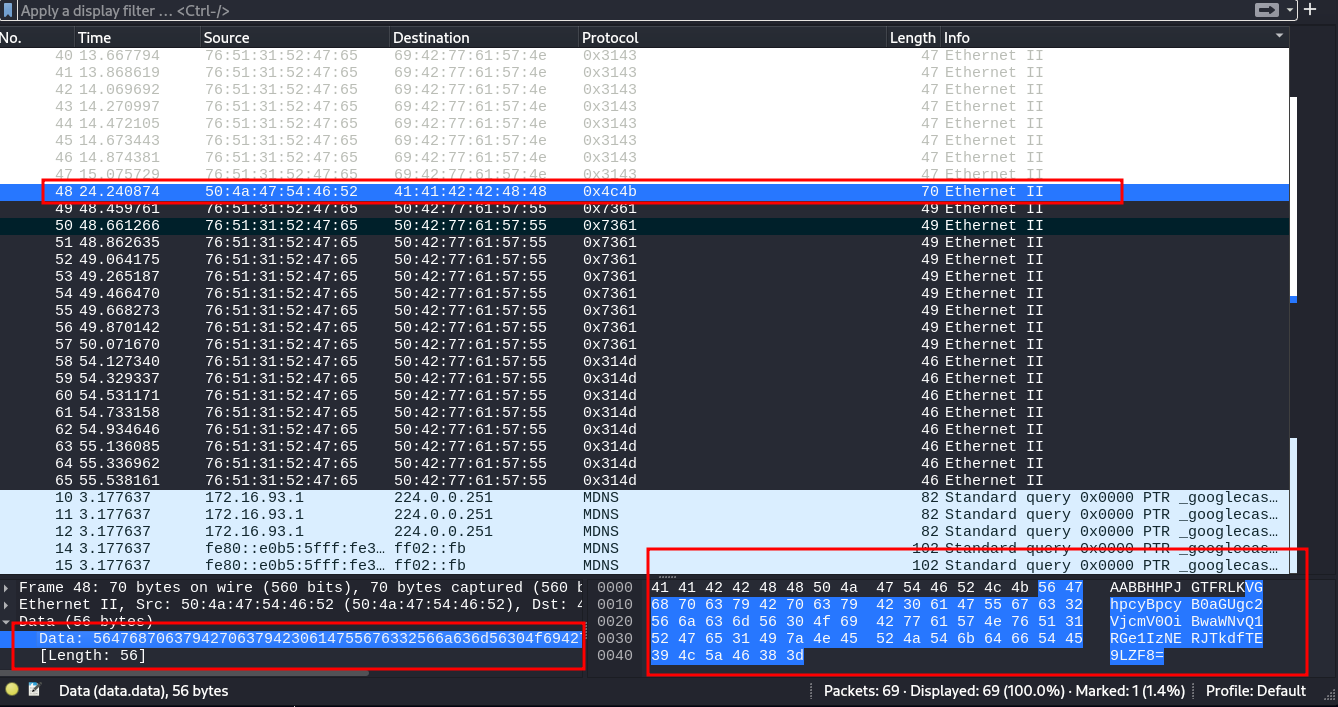 Apply a display filter … <Ctrl-/>
No. Time Source Destination Protocol Length Info
40 13.667794 76:51:31:52:47:65 69:42:77:61:57:4e 0x3143 47 Ethernet II
41 13.868619 76:51:31:52:47:65 69:42:77:61:57:4e 0x3143 47 Ethernet II
42 14.069692 76:51:31:52:47:65 69:42:77:61:57:4e 0x3143 47 Ethernet II
43 14.270997 76:51:31:52:47:65 69:42:77:61:57:4e 0x3143 47 Ethernet II
44 14.472105 76:51:31:52:47:65 69:42:77:61:57:4e 0x3143 47 Ethernet II
45 14.673443 76:51:31:52:47:65 69:42:77:61:57:4e 0x3143 47 Ethernet II
46 14.874381 76:51:31:52:47:65 69:42:77:61:57:4e 0x3143 47 Ethernet II
47 15.075729 76:51:31:52:47:65 69:42:77:61:57:4e 0x3143 47 Ethernet II
48 24.240874 50:4a:47:54:46:52 41:41:42:42:48:48 0x4c4b 70 Ethernet II
49 48.459761 76:51:31:52:47:65 50:42:77:61:57:55 0x7361 49 Ethernet II
50 48.661266 76:51:31:52:47:65 50:42:77:61:57:55 0x7361 49 Ethernet II
51 48.862635 76:51:31:52:47:65 50:42:77:61:57:55 0x7361 49 Ethernet II
52 49.064175 76:51:31:52:47:65 50:42:77:61:57:55 0x7361 49 Ethernet II
53 49.265187 76:51:31:52:47:65 50:42:77:61:57:55 0x7361 49 Ethernet II
54 49.466470 76:51:31:52:47:65 50:42:77:61:57:55 0x7361 49 Ethernet II
55 49.668273 76:51:31:52:47:65 50:42:77:61:57:55 0x7361 49 Ethernet II
56 49.870142 76:51:31:52:47:65 50:42:77:61:57:55 0x7361 49 Ethernet II
57 50.071670 76:51:31:52:47:65 50:42:77:61:57:55 0x7361 49 Ethernet II
58 54.127340 76:51:31:52:47:65 50:42:77:61:57:55 0x314d 46 Ethernet II
59 54.329337 76:51:31:52:47:65 50:42:77:61:57:55 0x314d 46 Ethernet II
60 54.531171 76:51:31:52:47:65 50:42:77:61:57:55 0x314d 46 Ethernet II
61 54.733158 76:51:31:52:47:65 50:42:77:61:57:55 0x314d 46 Ethernet II
62 54.934646 76:51:31:52:47:65 50:42:77:61:57:55 0x314d 46 Ethernet II
63 55.136085 76:51:31:52:47:65 50:42:77:61:57:55 0x314d 46 Ethernet II
64 55.336962 76:51:31:52:47:65 50:42:77:61:57:55 0x314d 46 Ethernet II
65 55.538161 76:51:31:52:47:65 50:42:77:61:57:55 0x314d 46 Ethernet II
10 3.177637 172.16.93.1 224.0.0.251 MDNS 82 Standard query 0x0000 PTR _googlecas…
11 3.177637 172.16.93.1 224.0.0.251 MDNS 82 Standard query 0x0000 PTR _googlecas…
12 3.177637 172.16.93.1 224.0.0.251 MDNS 82 Standard query 0x0000 PTR _googlecas…
14 3.177637 fe80::e0b5:5fff:fe3… ff02::fb MDNS 102 Standard query 0x0000 PTR _googlecas…
15 3.177637 fe80::e0b5:5fff:fe3… ff02::fb MDNS 102 Standard query 0x0000 PTR _googlecas…
Frame 48: 70 bytes on wire (560 bits), 70 bytes captured (560 b
Ethernet II, Src: 50:4a:47:54:46:52 (50:4a:47:54:46:52), Dst: 4
Data (56 bytes)
Data: 564768706379427063794230614755676332566a636d56304f6942
[Length: 56]
0000 41 41 42 42 48 48 50 4a 47 54 46 52 4c 4b 56 47 AABBHHPJ GTFRLKVG
0010 68 70 63 79 42 70 63 79 42 30 61 47 55 67 63 32 hpcyBpcy B0aGUgc2
0020 56 6a 63 6d 56 30 4f 69 42 77 61 57 4e 76 51 31 VjcmV0Oi BwaWNvQ1
0030 52 47 65 31 49 7a 4e 45 52 4a 54 6b 64 66 54 45 RGe1IzNE RJTkdfTE
0040 39 4c 5a 46 38 3d 9LZF8=
Data (data.data), 56 bytes
Packets: 69 · Displayed: 69 (100.0%) · Marked: 1 (1.4%)
Profile: Default